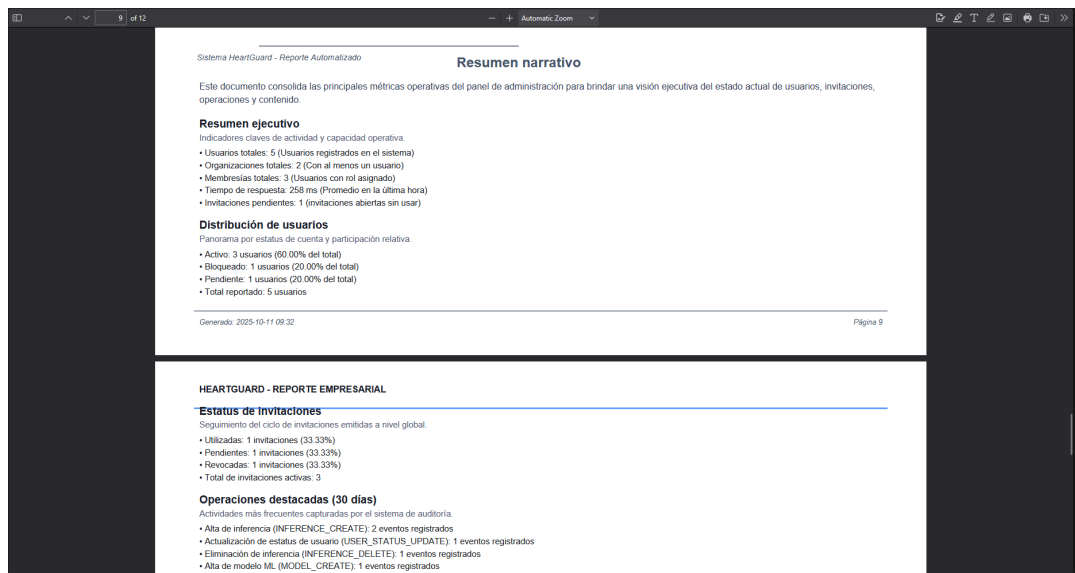 9 of 12
Automatic Zoom
Sistema HeartGuard - Reporte Automatizado
Resumen narrativo
Este documento consolida las principales métricas operativas del panel de administración para brindar una visión ejecutiva del estado actual de usuarios, invitaciones,
operaciones y contenido.
Resumen ejecutivo
Indicadores claves de actividad y capacidad operativa.
• Usuarios totales: 5 (Usuarios registrados en el sistema)
• Organizaciones totales: 2 (Con al menos un usuario)
• Membresías totales: 3 (Usuarios con rol asignado)
• Tiempo de respuesta: 258 ms (Promedio en la última hora)
• Invitaciones pendientes: 1 (invitaciones abiertas sin usar)
Distribución de usuarios
Panorama por estatus de cuenta y participación relativa.
• Activo: 3 usuarios (60.00% del total)
• Bloqueado: 1 usuarios (20.00% del total)
• Pendiente: 1 usuarios (20.00% del total)
• Total reportado: 5 usuarios
Generado: 2025-10-11 09:32
Página 9
HEARTGUARD - REPORTE EMPRESARIAL
Estatus de invitaciones
Seguimiento del ciclo de invitaciones emitidas a nivel global.
• Utilizadas: 1 invitaciones (33.33%)
• Pendientes: 1 invitaciones (33.33%)
• Revocadas: 1 invitaciones (33.33%)
• Total de invitaciones activas: 3
Operaciones destacadas (30 días)
Actividades más frecuentes capturadas por el sistema de auditoría.
• Alta de inferencia (INFERENCE_CREATE): 2 eventos registrados
• Actualización de estatus de usuario (USER_STATUS_UPDATE): 1 eventos registrados
• Eliminación de inferencia (INFERENCE_DELETE): 1 eventos registrados
• Alta de modelo ML (MODEL_CREATE): 1 eventos registrados